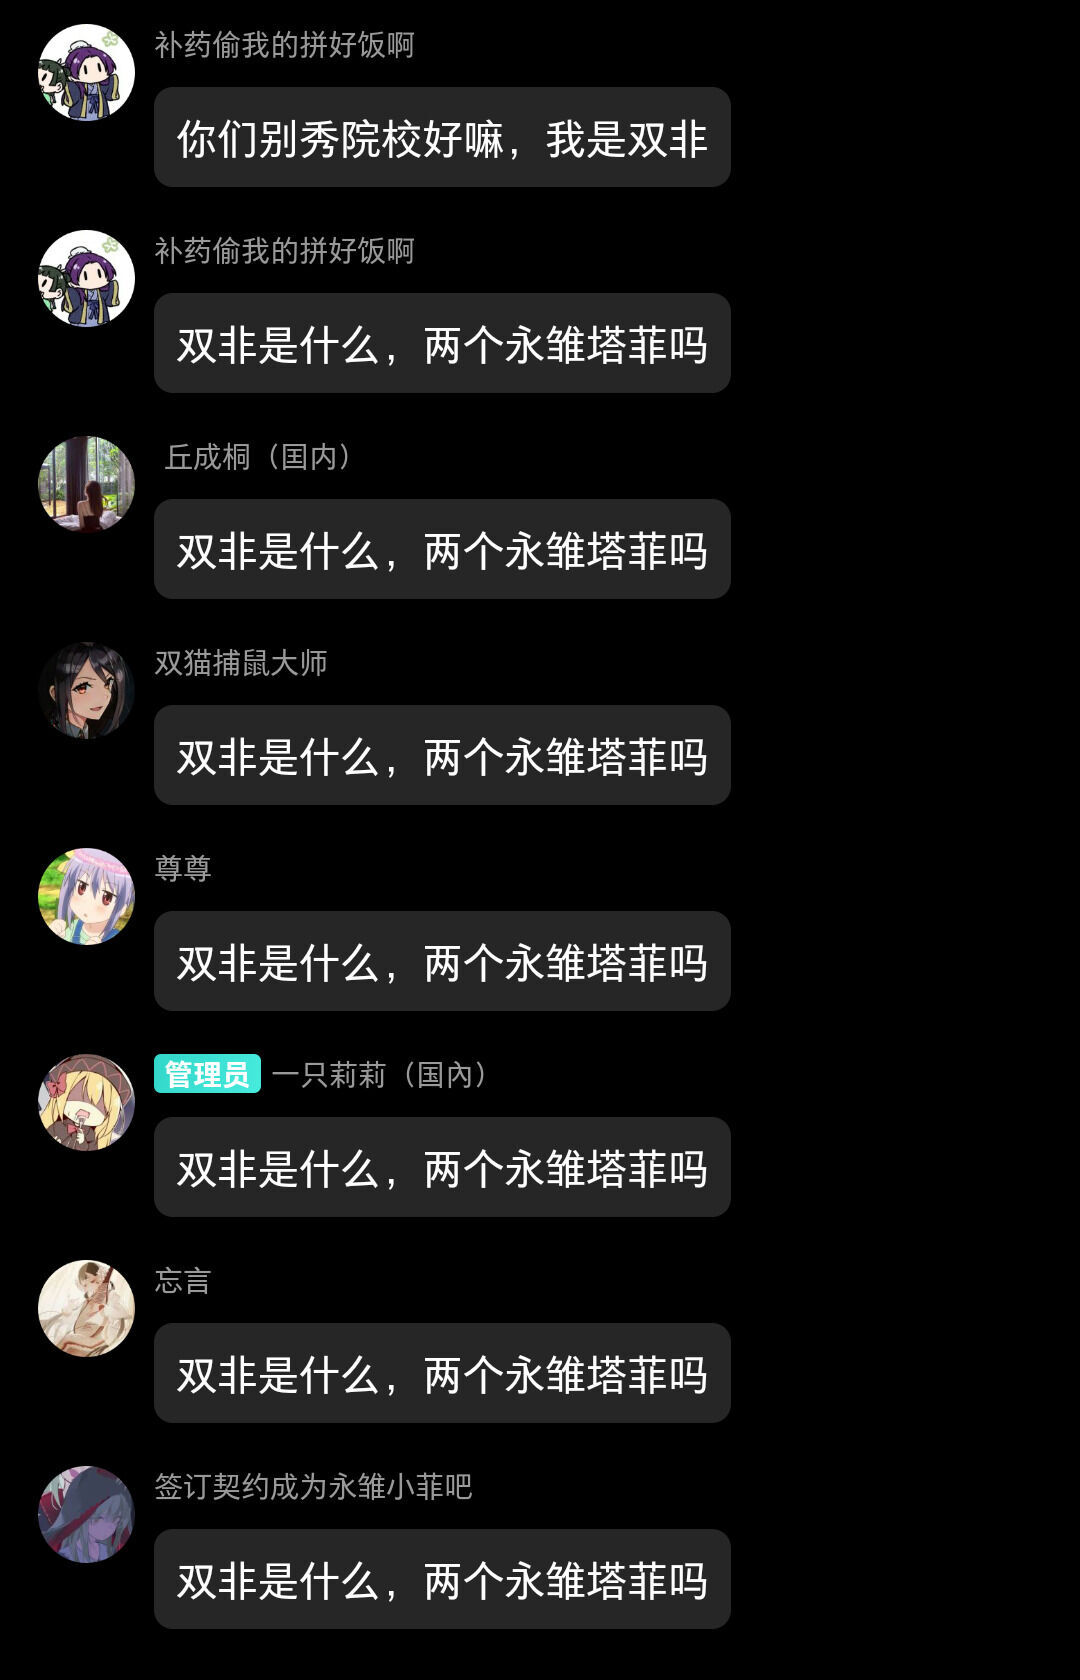 补药偷我的拼好饭啊
你们别秀院校好嘛，我是双非
补药偷我的拼好饭啊
双非是什么，两个永雏塔菲吗
丘成桐（国内）
双非是什么，两个永雏塔菲吗
双猫捕鼠大师
双非是什么，两个永雏塔菲吗
尊尊
双非是什么，两个永雏塔菲吗
管理员 一只莉莉（国內）
双非是什么，两个永雏塔菲吗
忘言
双非是什么，两个永雏塔菲吗
签订契约成为永雏小菲吧
双非是什么，两个永雏塔菲吗